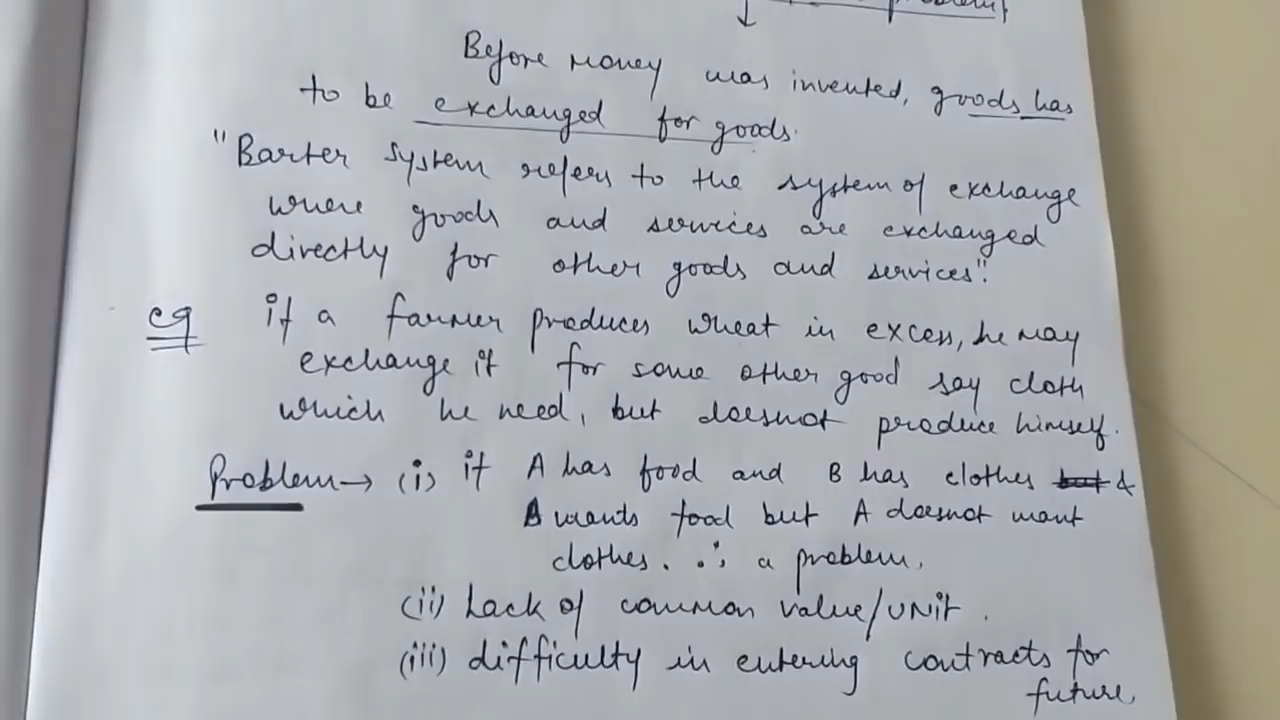 Before Money was invented, goods has
to be exchanged for goods.
"Barter system refers to the system of exchange
where goods and services are exchanged
directly for other goods and services".
eg if a farmer produces wheat in excess, he may
exchange it for some other good say cloth
which he need, but doesnot produce himself.
Problem → (i) if A has food and B has clothes but &
B wants food but A doesnot want
clothes. ∴ a problem.
(ii) Lack of common value/unit.
(iii) difficulty in entering contracts for
future.